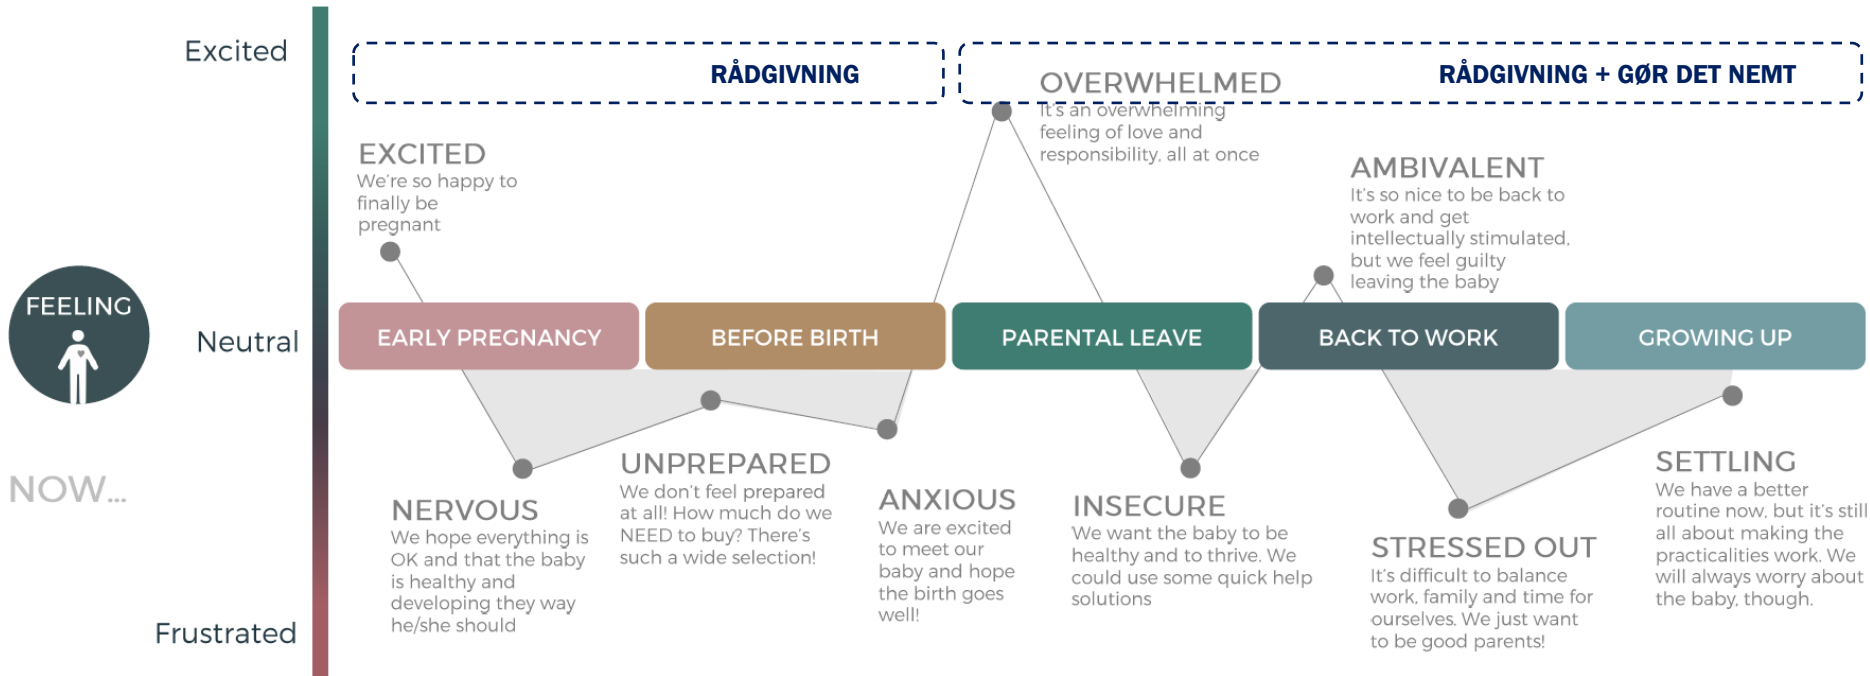 Excited
RÅDGIVNING
RÅDGIVNING + GØR DET NEMT
OVERWHELMED
It's an overwhelming
feeling of love and
responsibility, all at once
EXCITED
We're so happy to
finally be
pregnant
AMBIVALENT
It's so nice to be back to
work and get
intellectually stimulated,
but we feel guilty
leaving the baby
FEELING
Neutral
EARLY PREGNANCY
BEFORE BIRTH
PARENTAL LEAVE
BACK TO WORK
GROWING UP
NOW...
NERVOUS
We hope everything is
OK and that the baby
is healthy and
developing they way
he/she should
UNPREPARED
We don't feel prepared
at all! How much do we
NEED to buy? There's
such a wide selection!
ANXIOUS
We are excited
to meet our
baby and hope
the birth goes
well!
INSECURE
We want the baby to be
healthy and to thrive. We
could use some quick help
solutions
STRESSED OUT
It's difficult to balance
work, family and time for
ourselves. We just want
to be good parents!
SETTLING
We have a better
routine now, but it's still
all about making the
practicalities work. We
will always worry about
the baby, though.
Frustrated